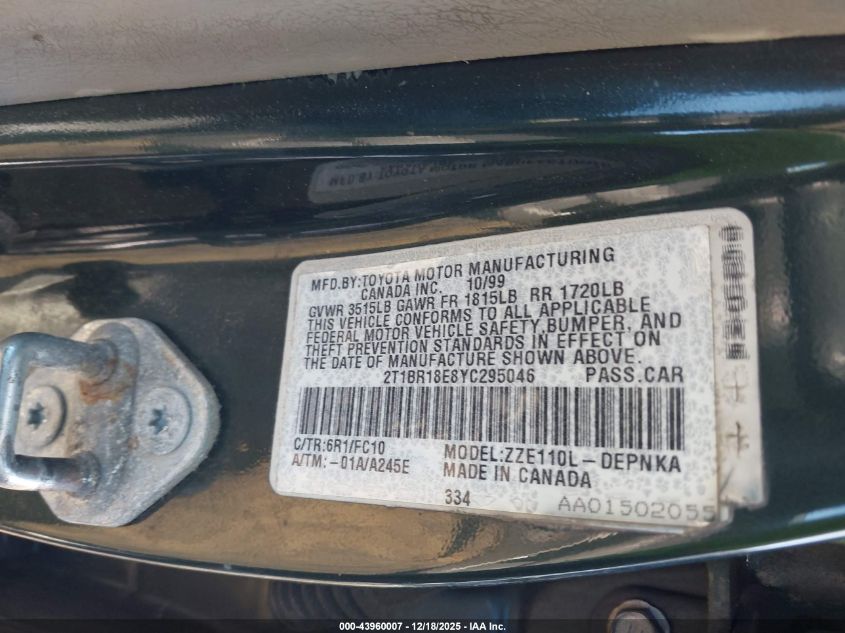 MFD.BY:TOYOTA MOTOR MANUFACTURING
CANADA INC. 10/99
GVWR 3515LB GAWR FR 1815LB RR 1720LB
THIS VEHICLE CONFORMS TO ALL APPLICABLE
FEDERAL MOTOR VEHICLE SAFETY,BUMPER, AND
THEFT PREVENTION STANDARDS IN EFFECT ON
THE DATE OF MANUFACTURE SHOWN ABOVE.
2T1BR18E8YC295046 PASS.CAR
C/TR:6R1/FC10 MODEL:ZZE110L-DEPNKA
A/TM:-01A/A245E MADE IN CANADA
334
AA01502055
000-43960007 - 12/18/2025 - IAA Inc.